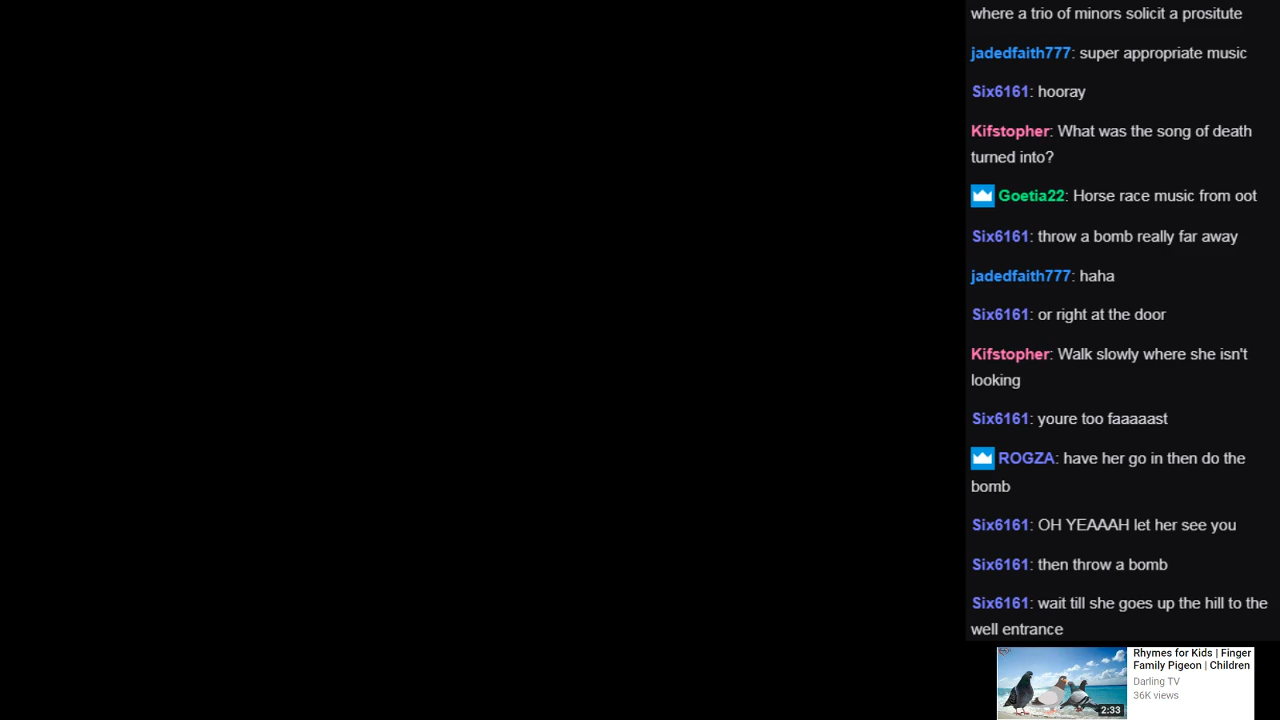 where a trio of minors solicit a prositute
jadedfaith777: super appropriate music
Six6161: hooray
Kifstopher: What was the song of death
turned into?
Goetia22: Horse race music from oot
Six6161: throw a bomb really far away
jadedfaith777: haha
Six6161: or right at the door
Kifstopher: Walk slowly where she isn't
looking
Six6161: youre too faaaaast
ROGZA: have her go in then do the
bomb
Six6161: OH YEAAAH let her see you
Six6161: then throw a bomb
Six6161: wait till she goes up the hill to the
well entrance
Rhymes for Kids | Finger
Family Pigeon | Children
Darling TV
36K views
2:33